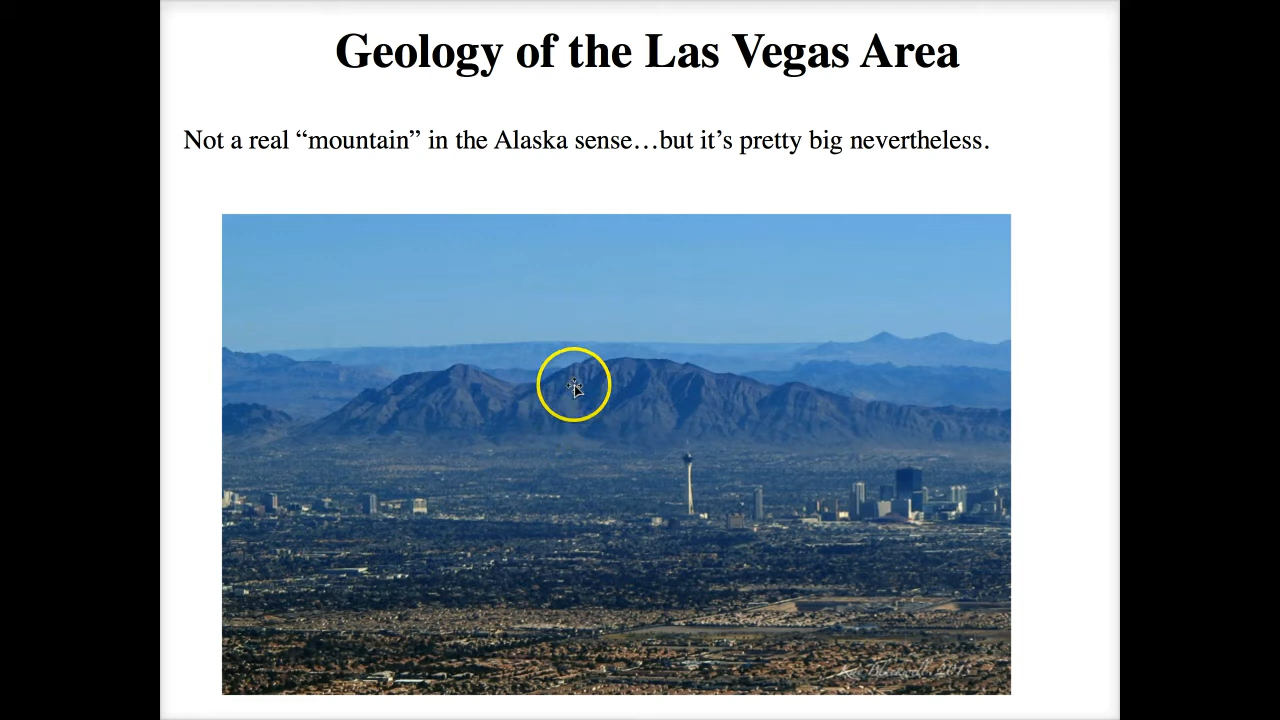 Geology of the Las Vegas Area
Not a real “mountain” in the Alaska sense…but it’s pretty big nevertheless.